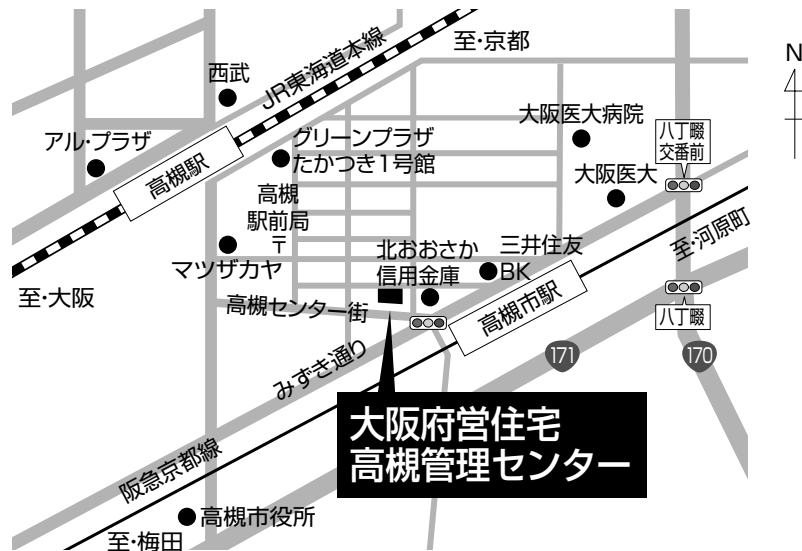 N
至・京都
JR東海道本線
西武
大阪医大病院
八丁畷
交番前
アル・プラザ
グリーンプラザ
たかつき1号館
高槻駅
大阪医大
高槻
駅前局
〒
至・河原町
マツザカヤ
北おおさか
信用金庫
三井住友
BK
至・大阪
高槻センター街
高槻市駅
八丁畷
みずき通り
171
170
大阪府営住宅
高槻管理センター
阪急京都線
高槻市役所
至・梅田